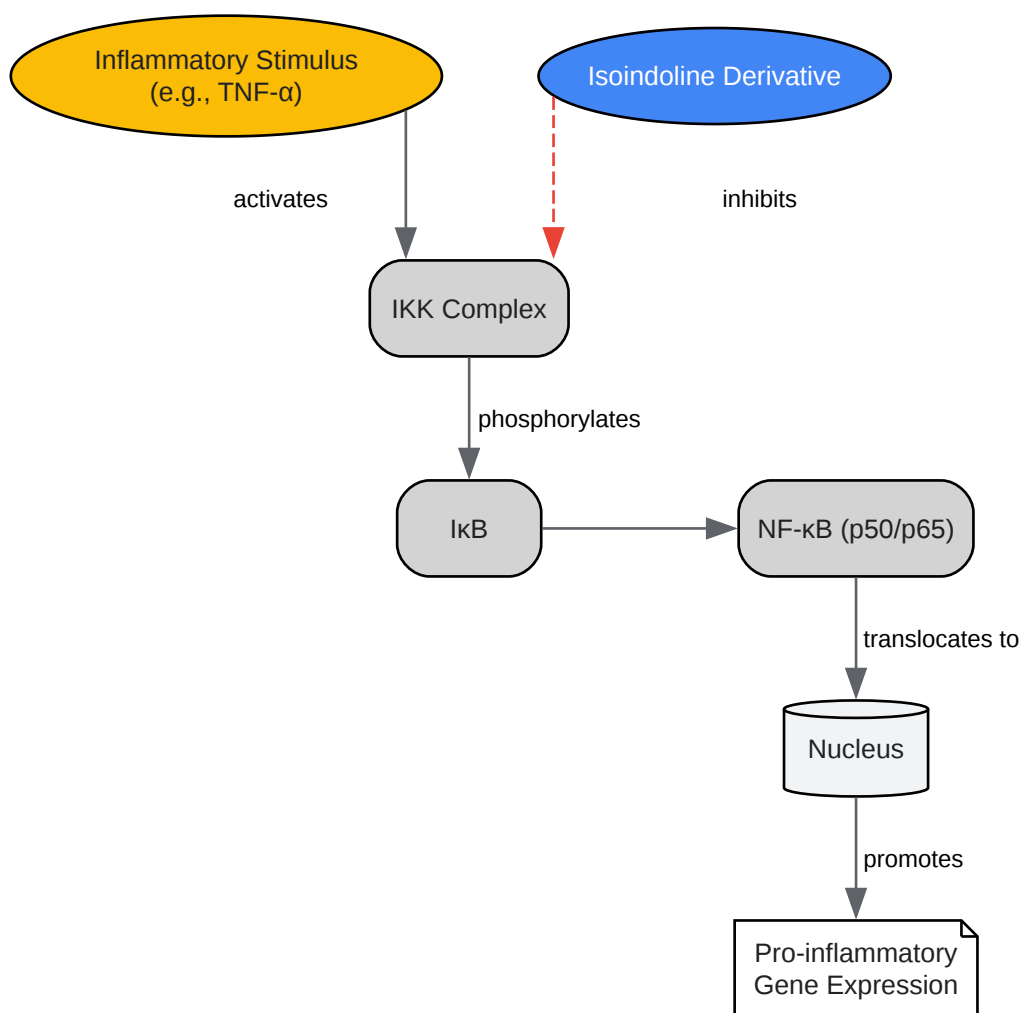 Inflammatory Stimulus
(e.g., TNF-α)
Isoindoline Derivative
activates
inhibits
IKK Complex
phosphorylates
IκB
NF-κB (p50/p65)
translocates to
Nucleus
promotes
Pro-inflammatory
Gene Expression